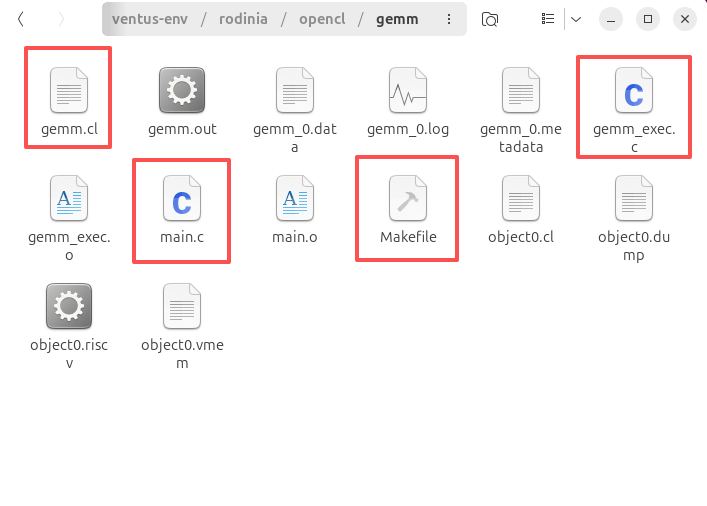 ventus-env / rodinia / opencl / gemm
gemm.cl
gemm.out
gemm_0.dat
a
gemm_0.log
gemm_0.me
tadata
gemm_exec.
c
gemm_exec.
o
main.c
main.o
Makefile
object0.cl
object0.du
mp
object0.risc
v
object0.vme
m